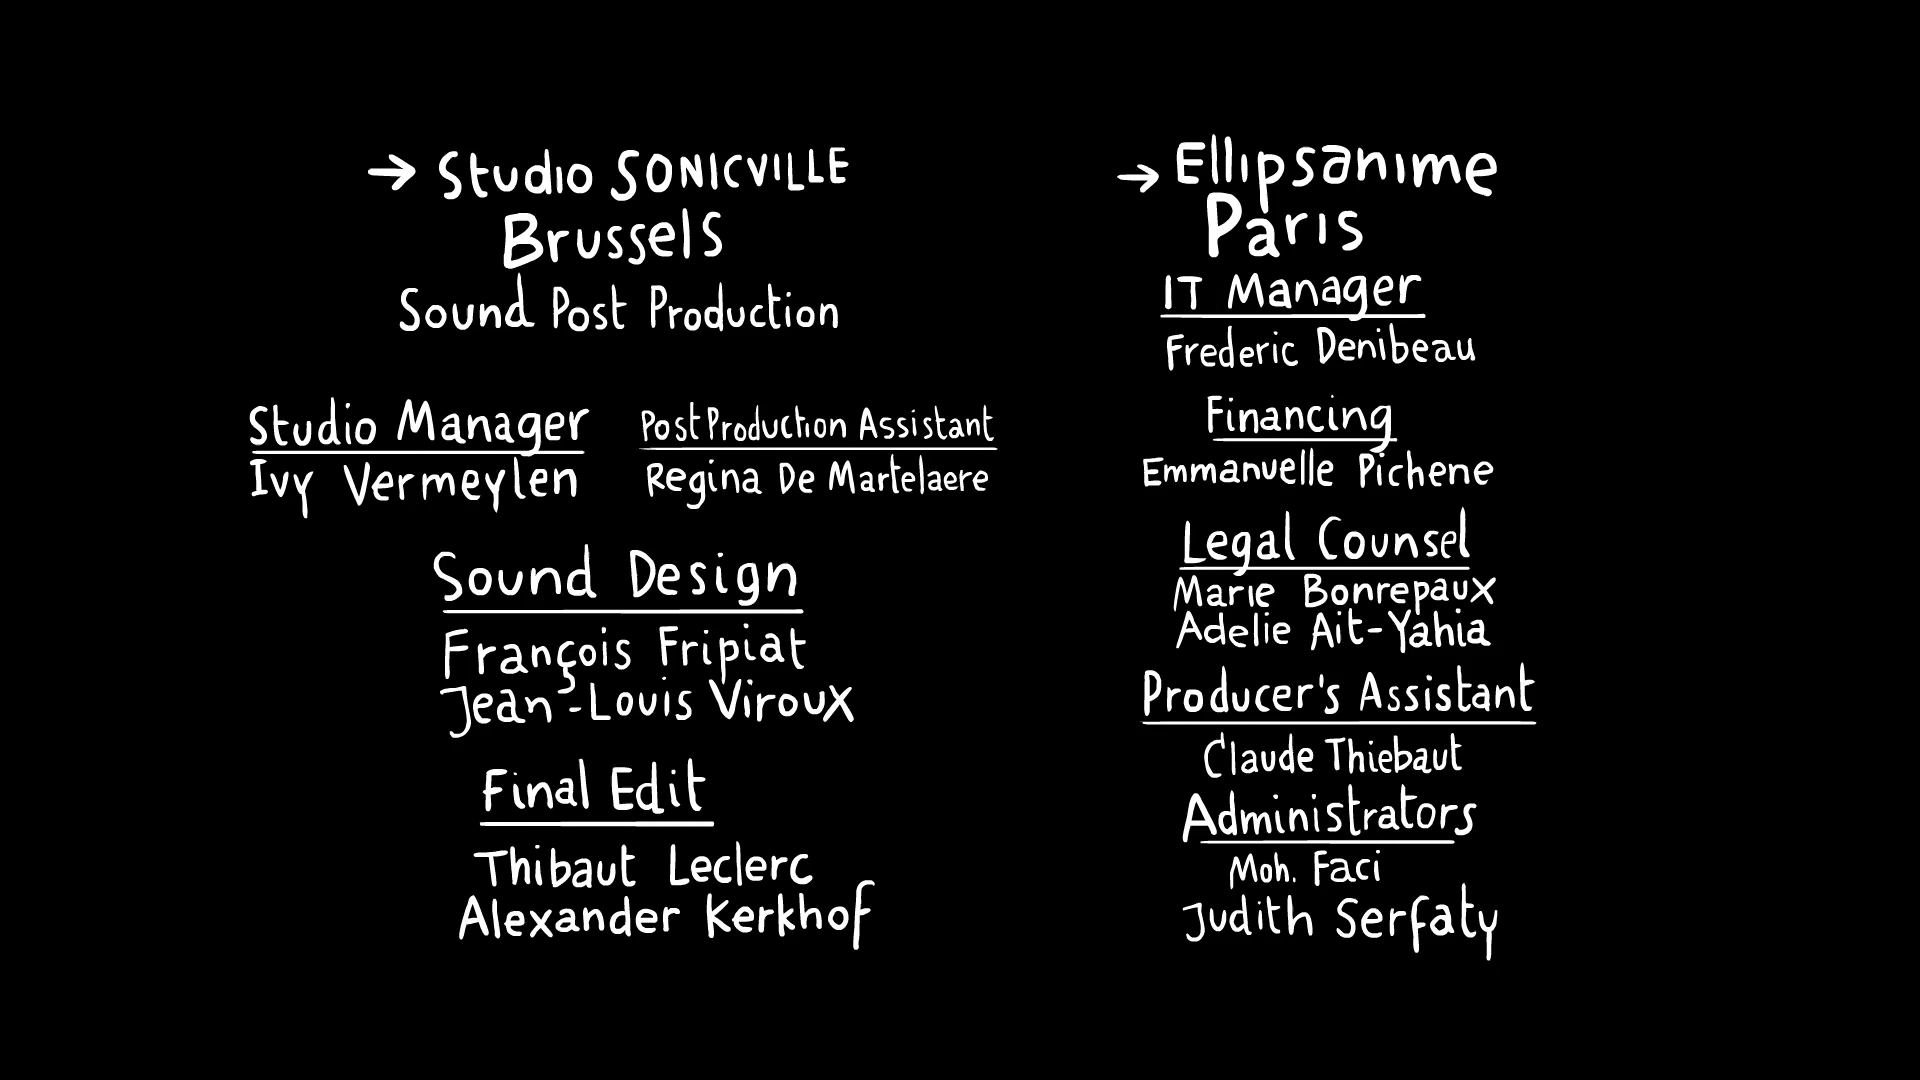 → Studio SONICVILLE
Brussels
Sound Post Production
Studio Manager
Ivy Vermeylen
Post Production Assistant
Regina De Martelaere
Sound Design
François Fripiat
Jean-Louis Viroux
Final Edit
Thibaut Leclerc
Alexander Kerkhof
→ Ellipsanime
Paris
IT Manager
Frederic Denibeau
Financing
Emmanuelle Pichene
Legal Counsel
Marie Bonrepaux
Adelie Ait-Yahia
Producer's Assistant
Claude Thiebaut
Administrators
Moh. Faci
Judith Serfaty